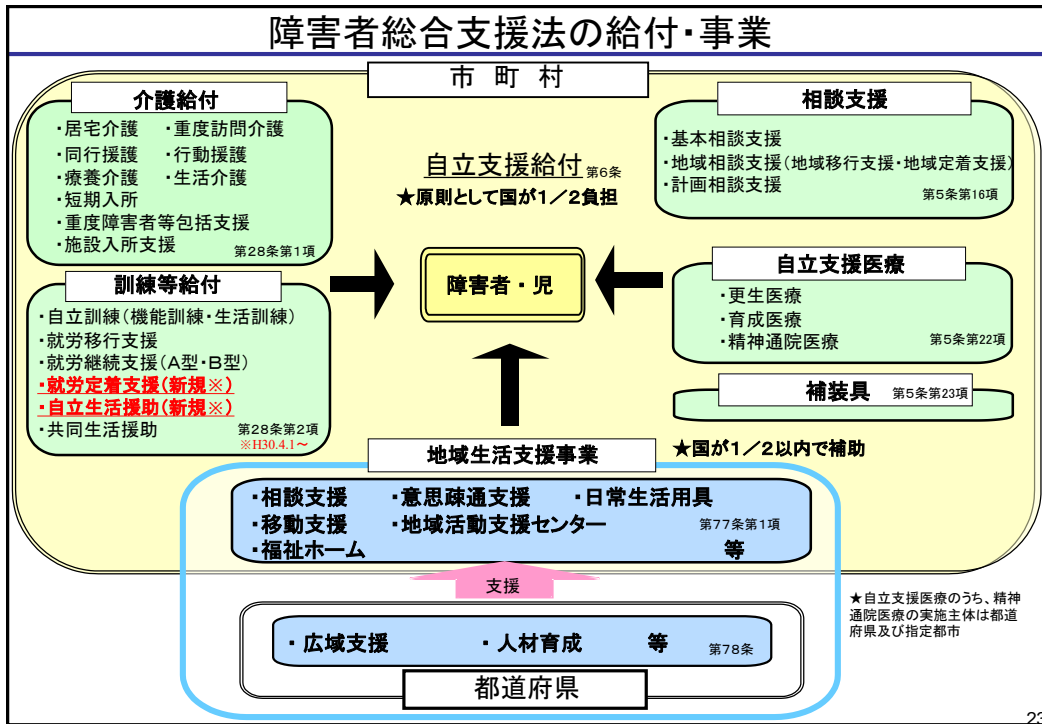 障害者総合支援法の給付・事業
市 町 村
介護給付
・居宅介護 ・重度訪問介護
・同行援護 ・行動援護
・療養介護 ・生活介護
・短期入所
・重度障害者等包括支援
・施設入所支援 第28条第1項
訓練等給付
・自立訓練(機能訓練・生活訓練)
・就労移行支援
・就労継続支援(A型・B型)
・就労定着支援(新規※)
・自立生活援助(新規※)
・共同生活援助 第28条第2項
※H30.4.1~
自立支援給付 第6条
★原則として国が1/2負担
障害者・児
相談支援
・基本相談支援
・地域相談支援(地域移行支援・地域定着支援)
・計画相談支援
第5条第16項
自立支援医療
・更生医療
・育成医療
・精神通院医療 第5条第22項
補装具 第5条第23項
地域生活支援事業
★国が1/2以内で補助
・相談支援 ・意思疎通支援 ・日常生活用具
・移動支援 ・地域活動支援センター 第77条第1項
・福祉ホーム 等
支援
・広域支援 ・人材育成 等 第78条
都道府県
★自立支援医療のうち、精神
通院医療の実施主体は都道
府県及び指定都市
23